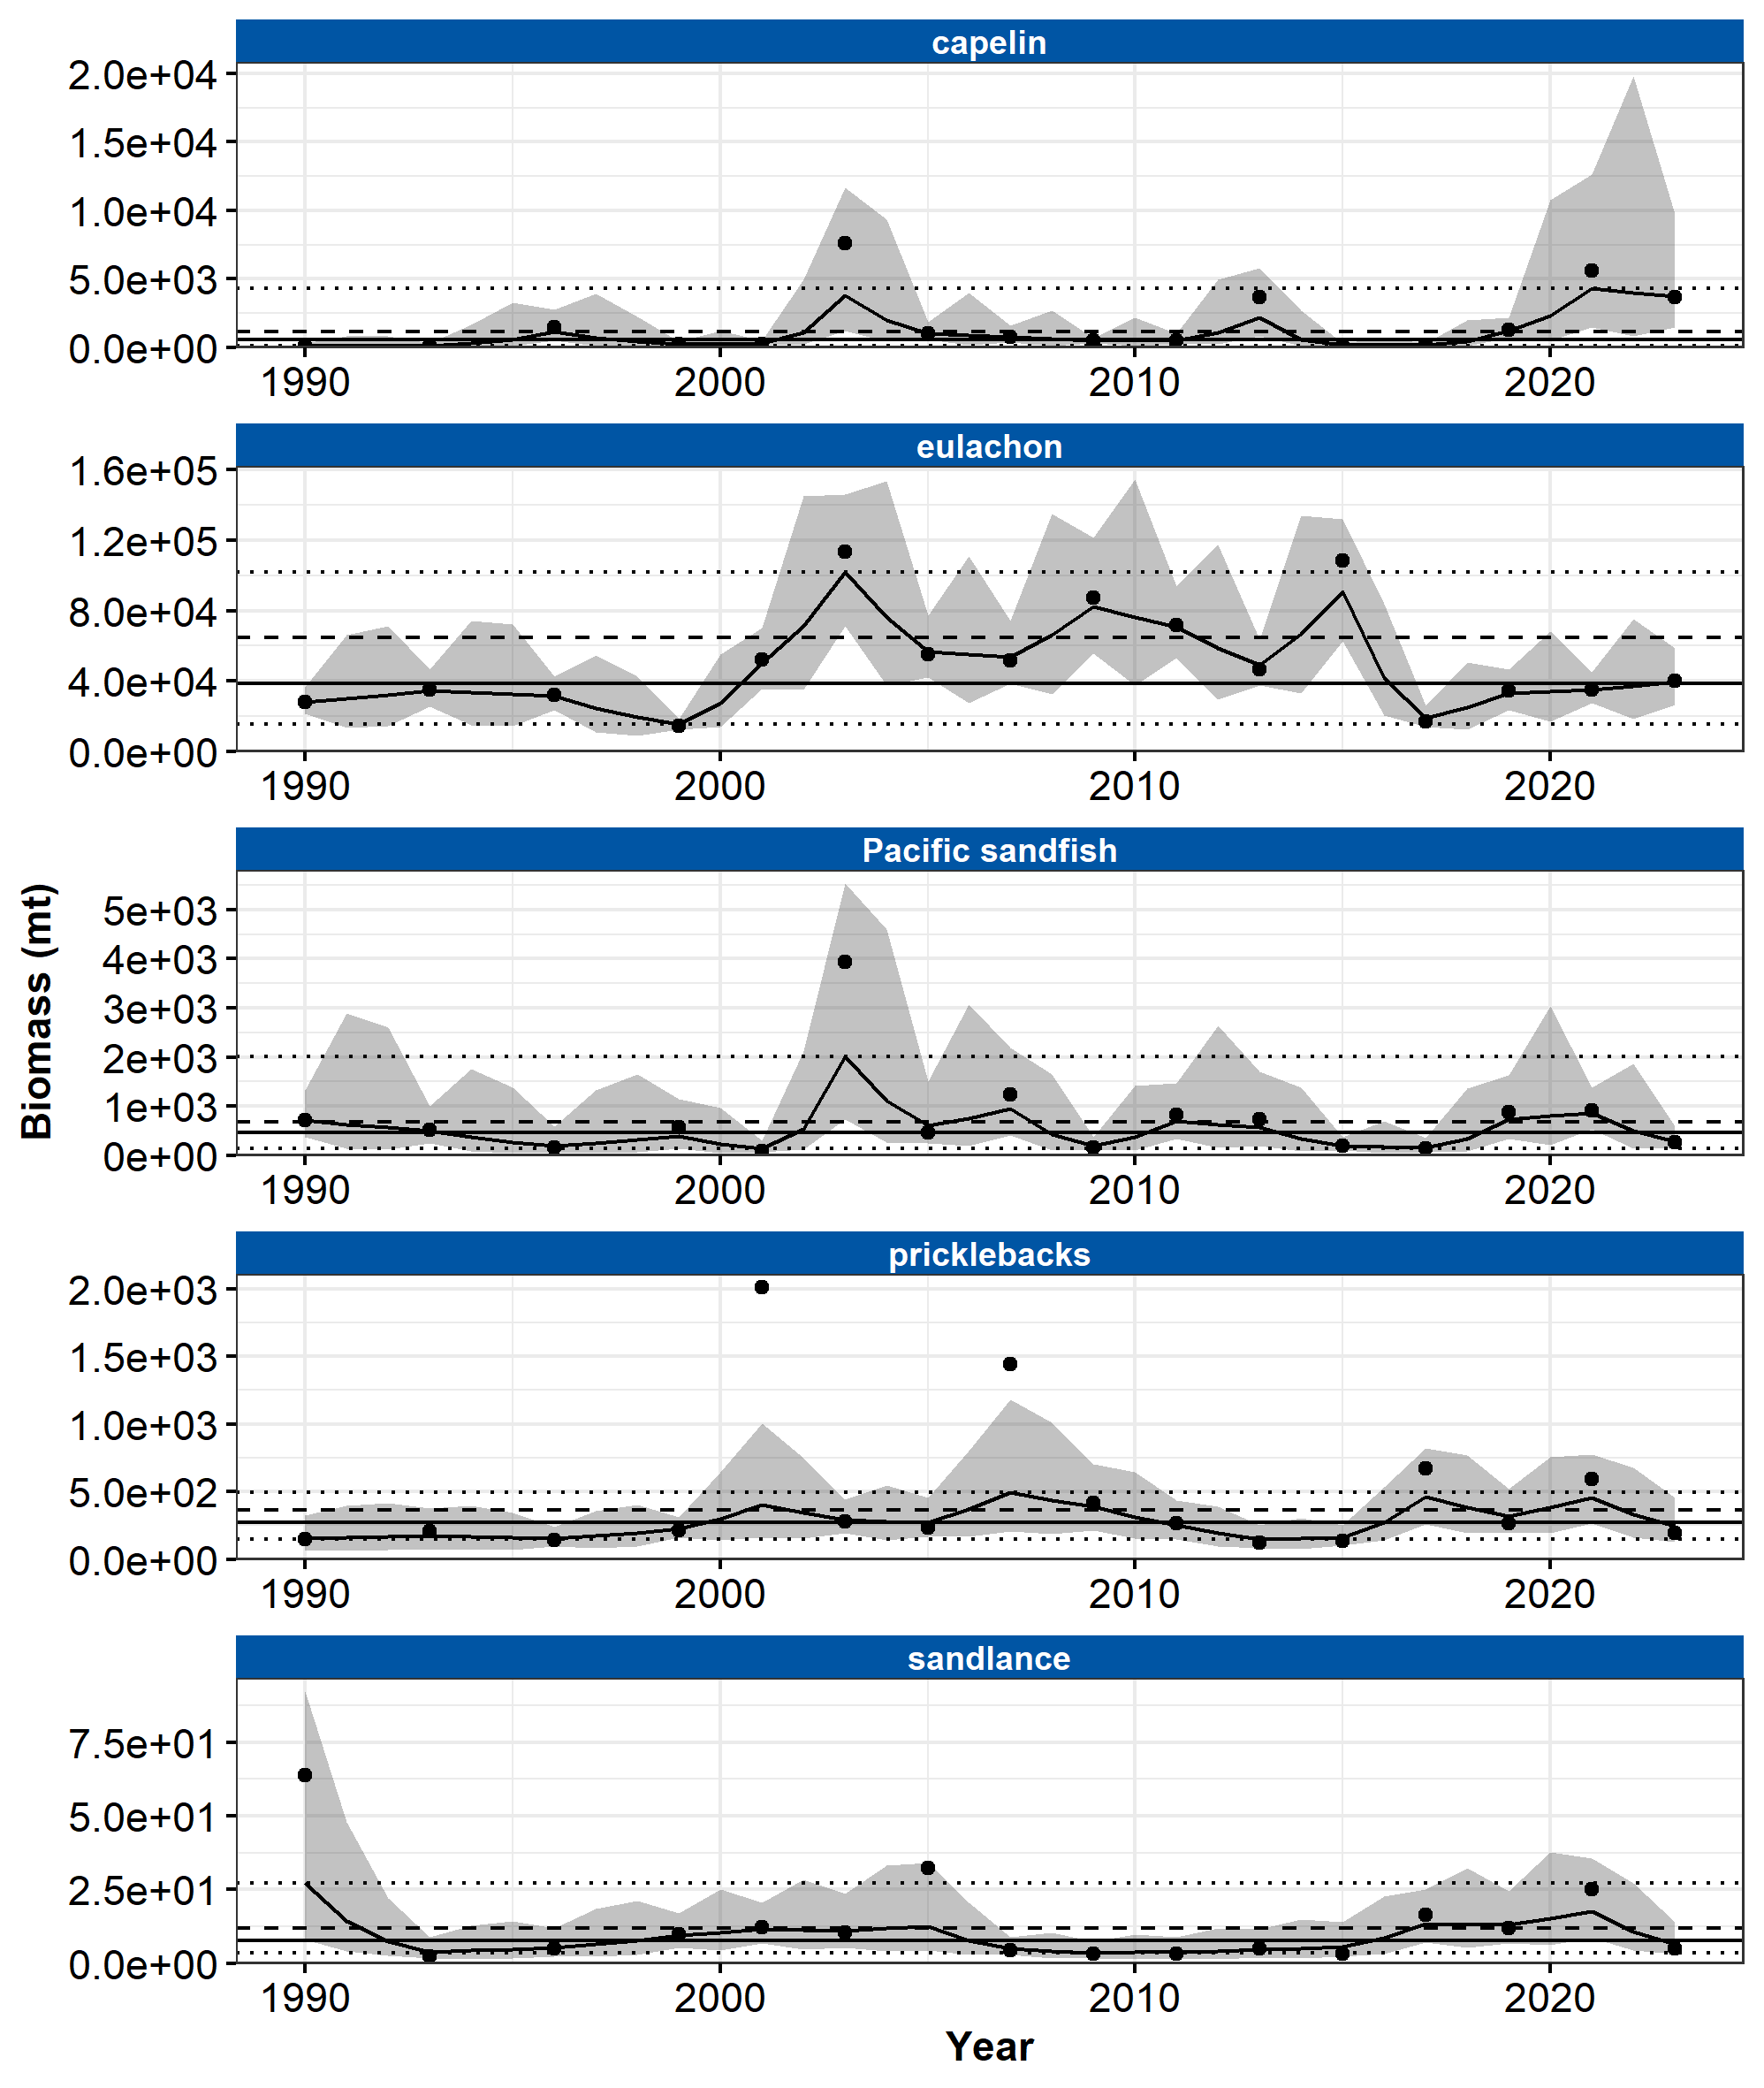 capelin
2.0e+04
1.5e+04
1.0e+04
5.0e+03
0.0e+00
1990 2000 2010 2020
eulachon
1.6e+05
1.2e+05
8.0e+04
4.0e+04
0.0e+00
1990 2000 2010 2020
Pacific sandfish
Biomass (mt)
5e+03
4e+03
3e+03
2e+03
1e+03
0e+00
1990 2000 2010 2020
pricklebacks
2.0e+03
1.5e+03
1.0e+03
5.0e+02
0.0e+00
1990 2000 2010 2020
sandlance
7.5e+01
5.0e+01
2.5e+01
0.0e+00
1990 2000 2010 2020
Year